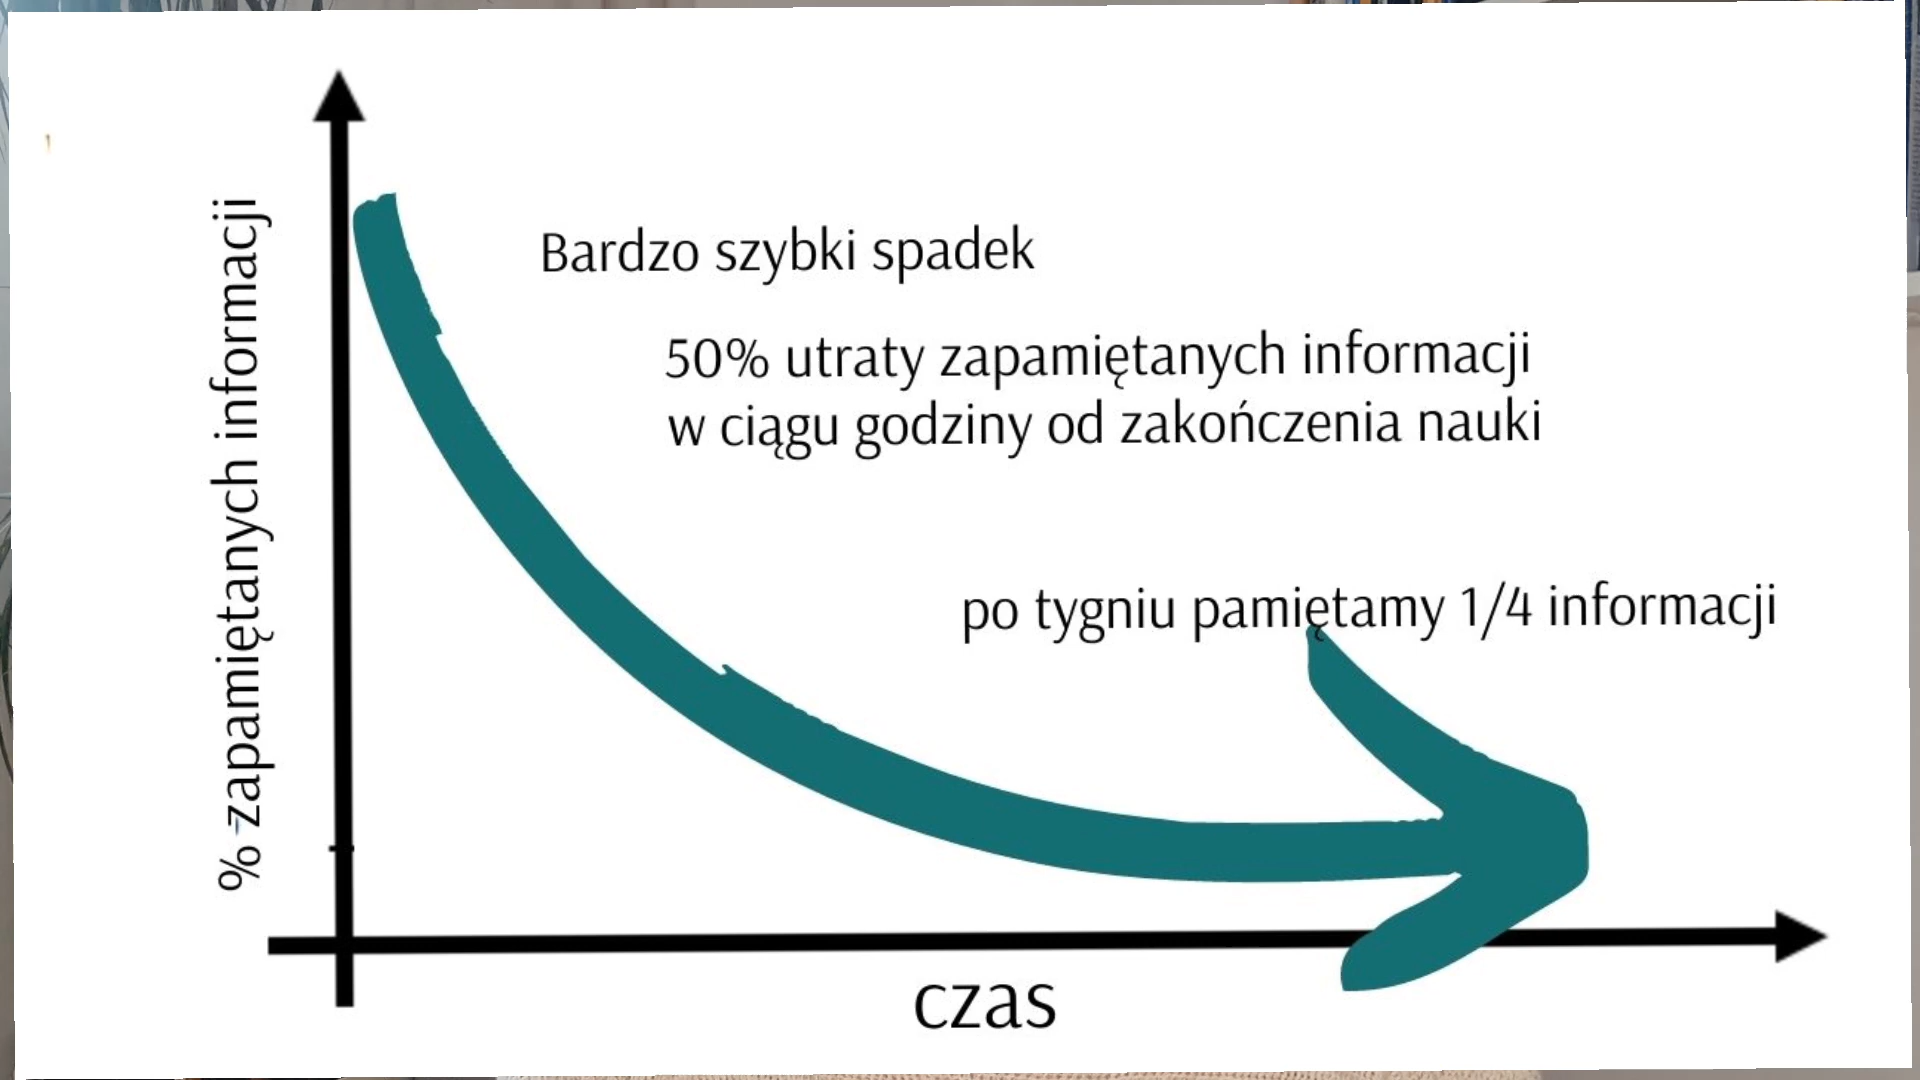 % zapamiętanych informacji
Bardzo szybki spadek
50% utraty zapamiętanych informacji
w ciągu godziny od zakończenia nauki
po tygniu pamiętamy 1/4 informacji
czas